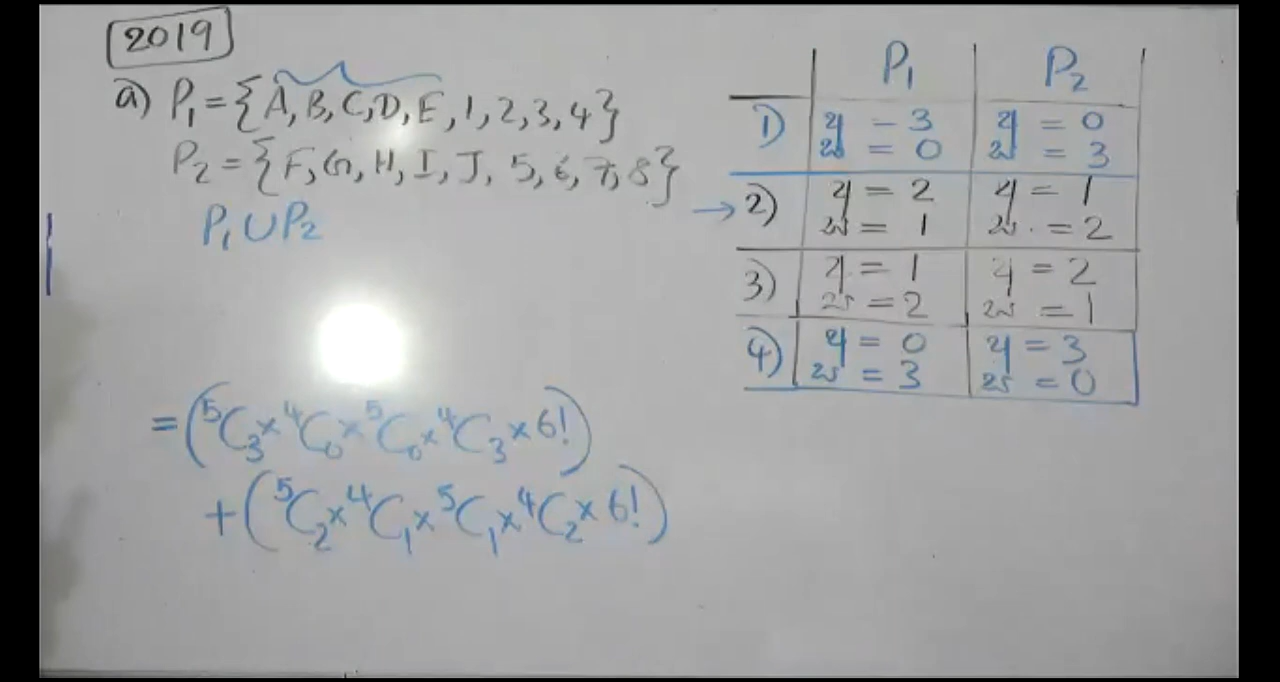 2019
a) P₁ = {A, B, C, D, E, 1, 2, 3, 4}
P₂ = {F, G, H, I, J, 5, 6, 7, 8}
P₁ ∪ P₂
= (⁵C₃ × ⁴C₀ × ⁵C₀ × ⁴C₃ × 6!)
+ (⁵C₂ × ⁴C₁ × ⁵C₁ × ⁴C₂ × 6!)
P₁ P₂
1) = 3 = 0
= 0 = 3
→ 2) = 2 = 1
= 1 = 2
3) = 1 = 2
= 2 = 1
4) = 0 = 3
= 3 = 0